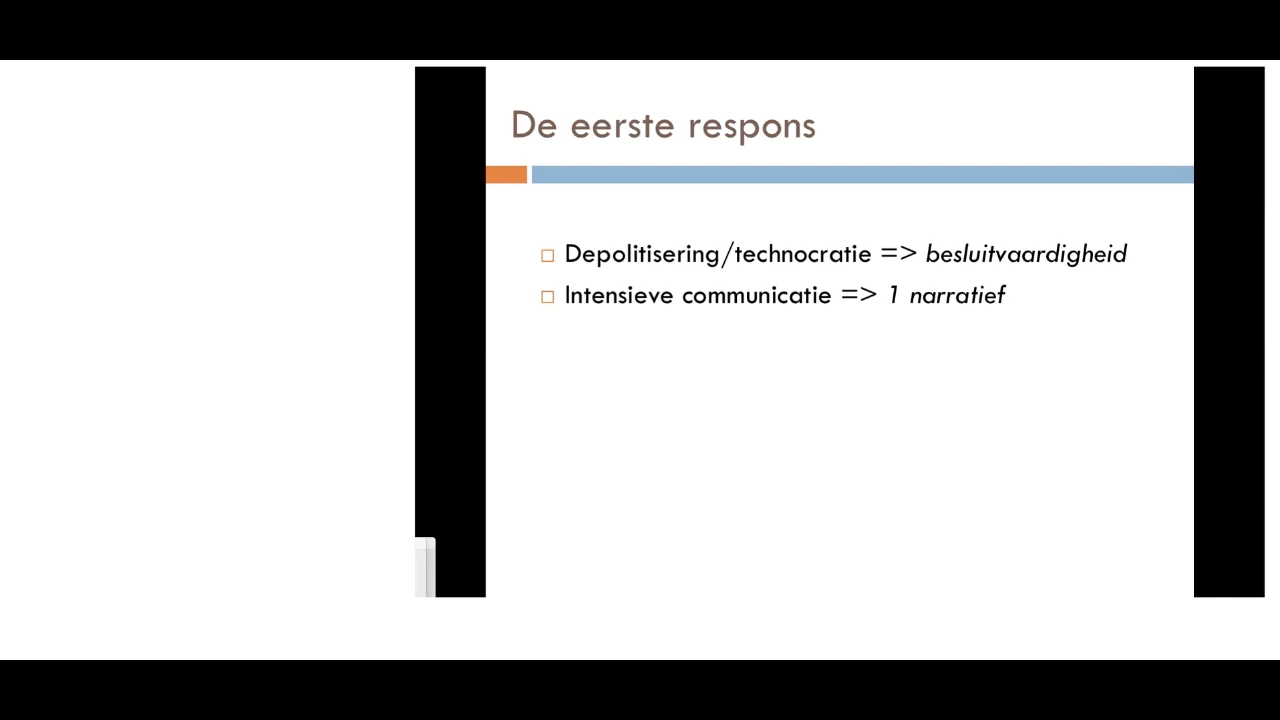 De eerste respons
Depolitisering/technocratie => besluitvaardigheid
Intensieve communicatie => 1 narratief